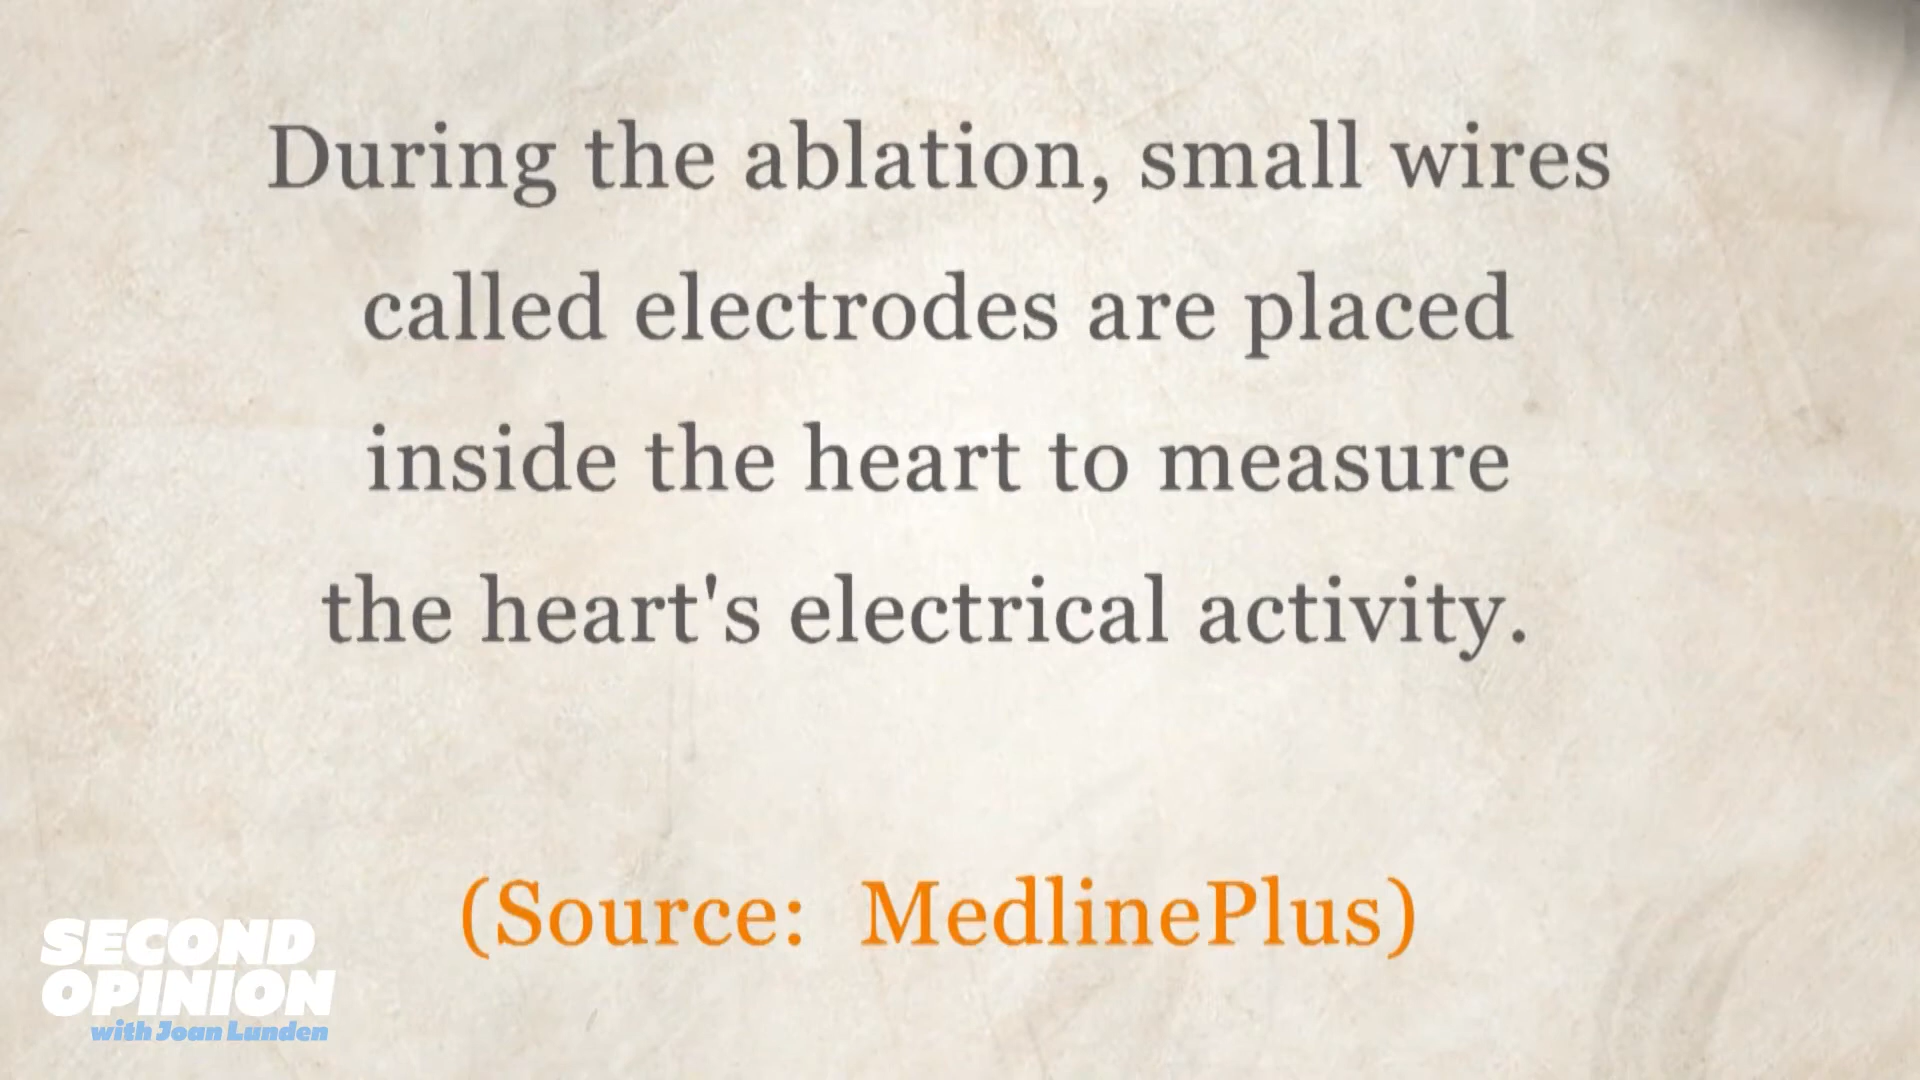 During the ablation, small wires
called electrodes are placed
inside the heart to measure
the heart's electrical activity.
(Source: MedlinePlus)
SECOND
OPINION
with Joan Lunden